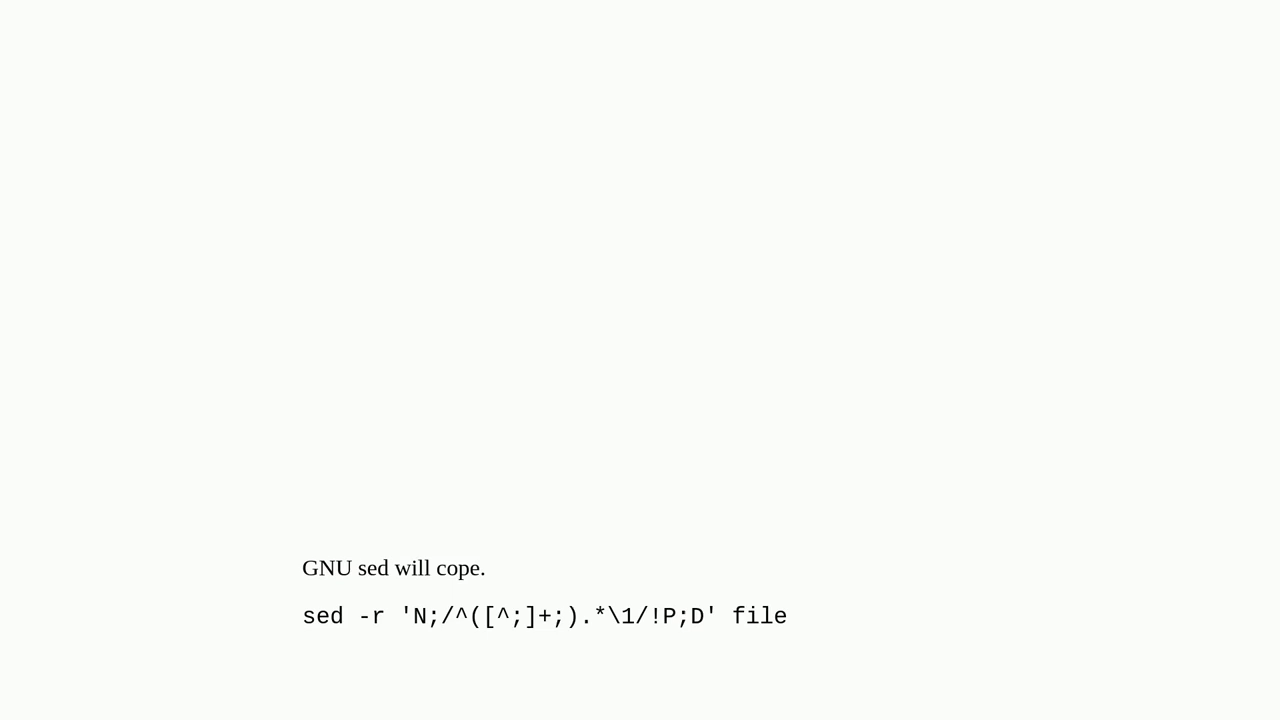 GNU sed will cope.
sed -r 'N;/^([^;]+;).*\1/!P;D' file